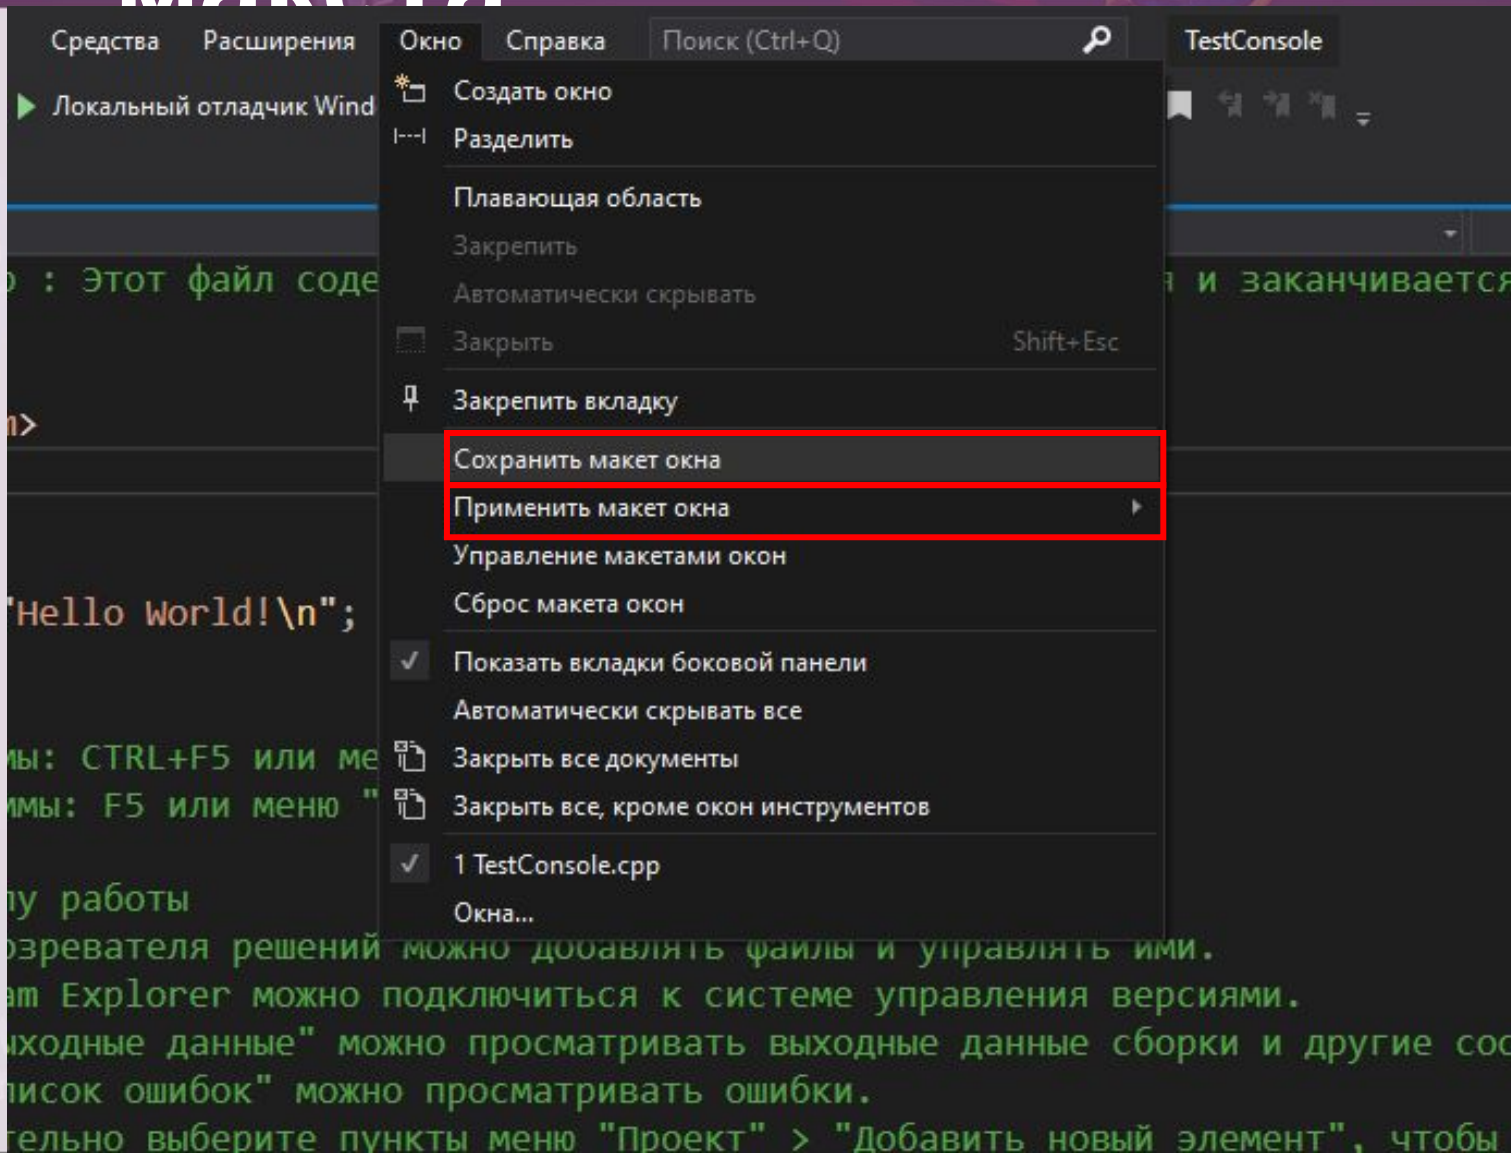 Средства Расширения Окно Справка Поиск (Ctrl+Q) TestConsole
Локальный отладчик Wind
Создать окно
Разделить
Плавающая область
Закрепить
Автоматически скрывать
Закрыть Shift+Esc
Закрепить вкладку
Сохранить макет окна
Применить макет окна
Управление макетами окон
Сброс макета окон
Показать вкладки боковой панели
Автоматически скрывать все
Закрыть все документы
Закрыть все, кроме окон инструментов
1 TestConsole.cpp
Окна...
: Этот файл соде и заканчивается
>
"Hello World!\n";
мы: CTRL+F5 или ме
ммы: F5 или меню "
лу работы
озревателя решений можно добавлять файлы и управлять ими.
am Explorer можно подключиться к системе управления версиями.
ыходные данные" можно просматривать выходные данные сборки и другие соо
писок ошибок" можно просматривать ошибки.
тельно выберите пункты меню "Проект" > "Добавить новый элемент", чтобы